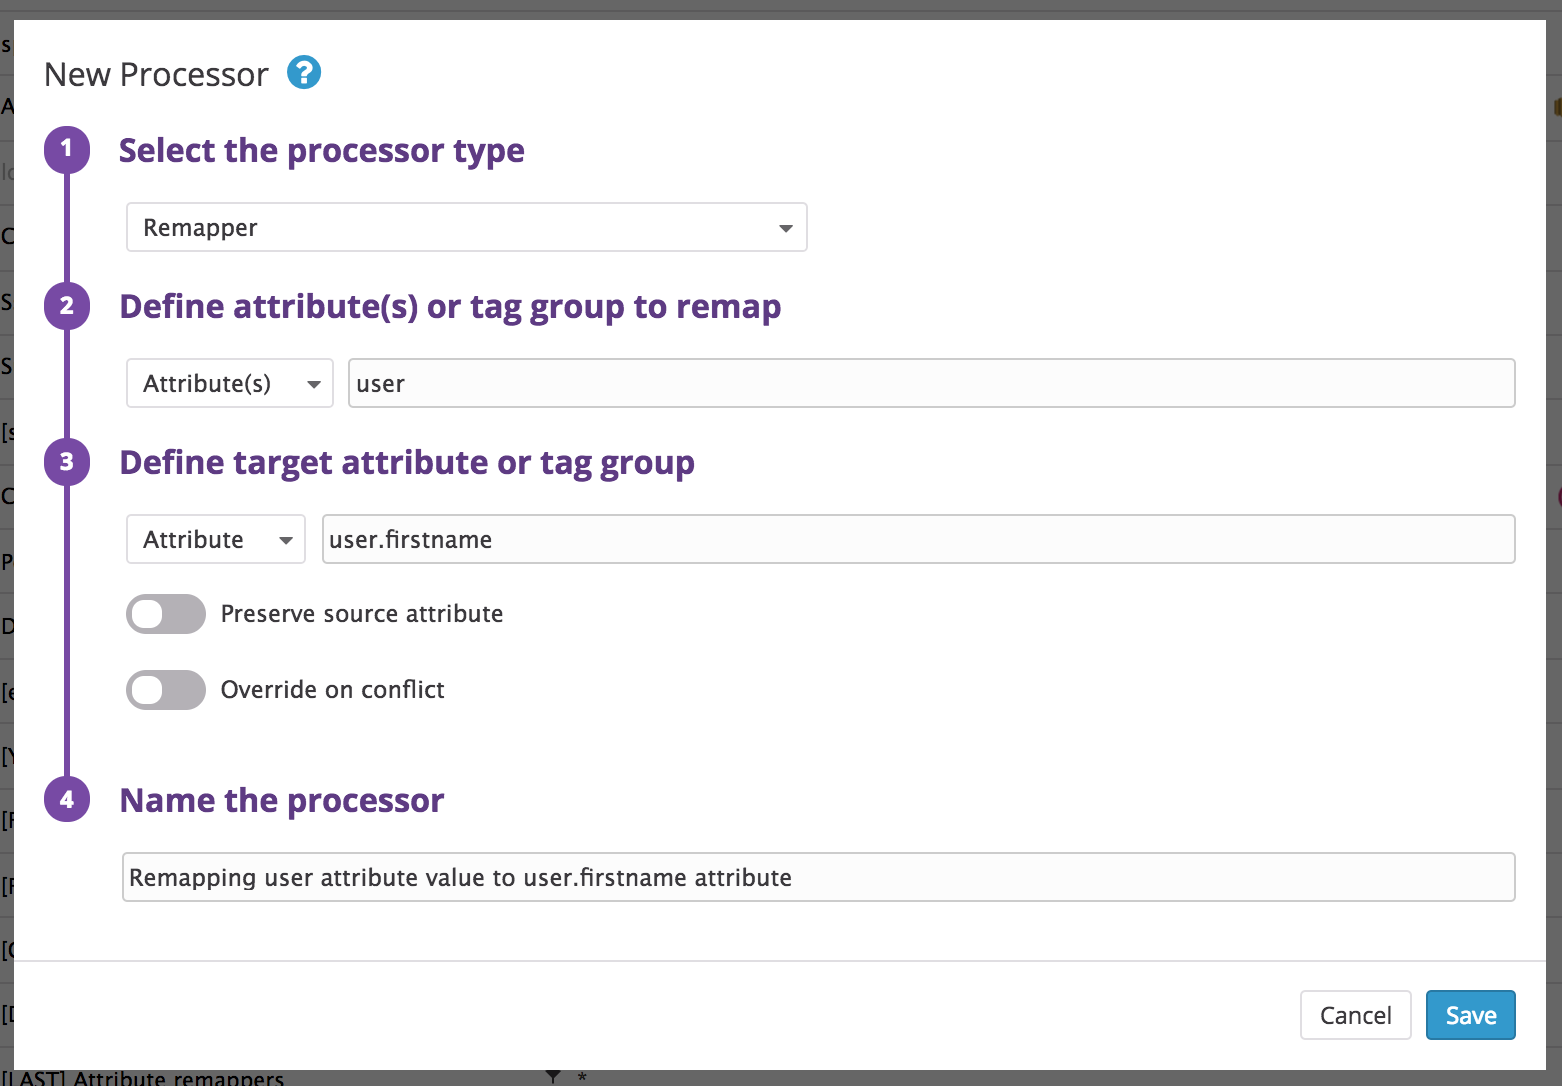 New Processor ?
1 Select the processor type
Remapper
2 Define attribute(s) or tag group to remap
Attribute(s) user
3 Define target attribute or tag group
Attribute user.firstname
Preserve source attribute
Override on conflict
4 Name the processor
Remapping user attribute value to user.firstname attribute
Cancel Save
[LAST] Attribute remappers *